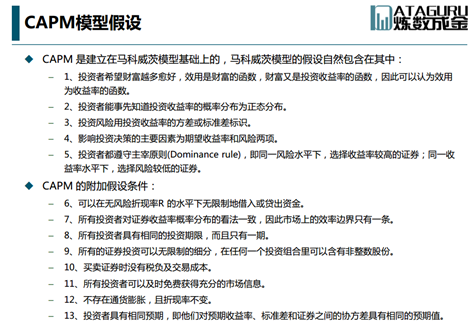 CAPM模型假设
DATAGURU
炼数成金
CAPM 是建立在马科威茨模型基础上的，马科威茨模型的假设自然包含在其中：
1、投资者希望财富越多愈好，效用是财富的函数，财富又是投资收益率的函数，因此可以认为效用
为收益率的函数。
2、投资者能事先知道投资收益率的概率分布为正态分布。
3、投资风险用投资收益率的方差或标准差标识。
4、影响投资决策的主要因素为期望收益率和风险两项。
5、投资者都遵守主宰原则(Dominance rule)，即同一风险水平下，选择收益率较高的证券；同一收
益率水平下，选择风险较低的证券。
CAPM 的附加假设条件：
6、可以在无风险折现率R 的水平下无限制地借入或贷出资金。
7、所有投资者对证券收益率概率分布的看法一致，因此市场上的效率边界只有一条。
8、所有投资者具有相同的投资期限，而且只有一期。
9、所有的证券投资可以无限制的细分，在任何一个投资组合里可以含有非整数股份。
10、买卖证券时没有税负及交易成本。
11、所有投资者可以及时免费获得充分的市场信息。
12、不存在通货膨胀，且折现率不变。
13、投资者具有相同预期，即他们对预期收益率、标准差和证券之间的协方差具有相同的预期值。